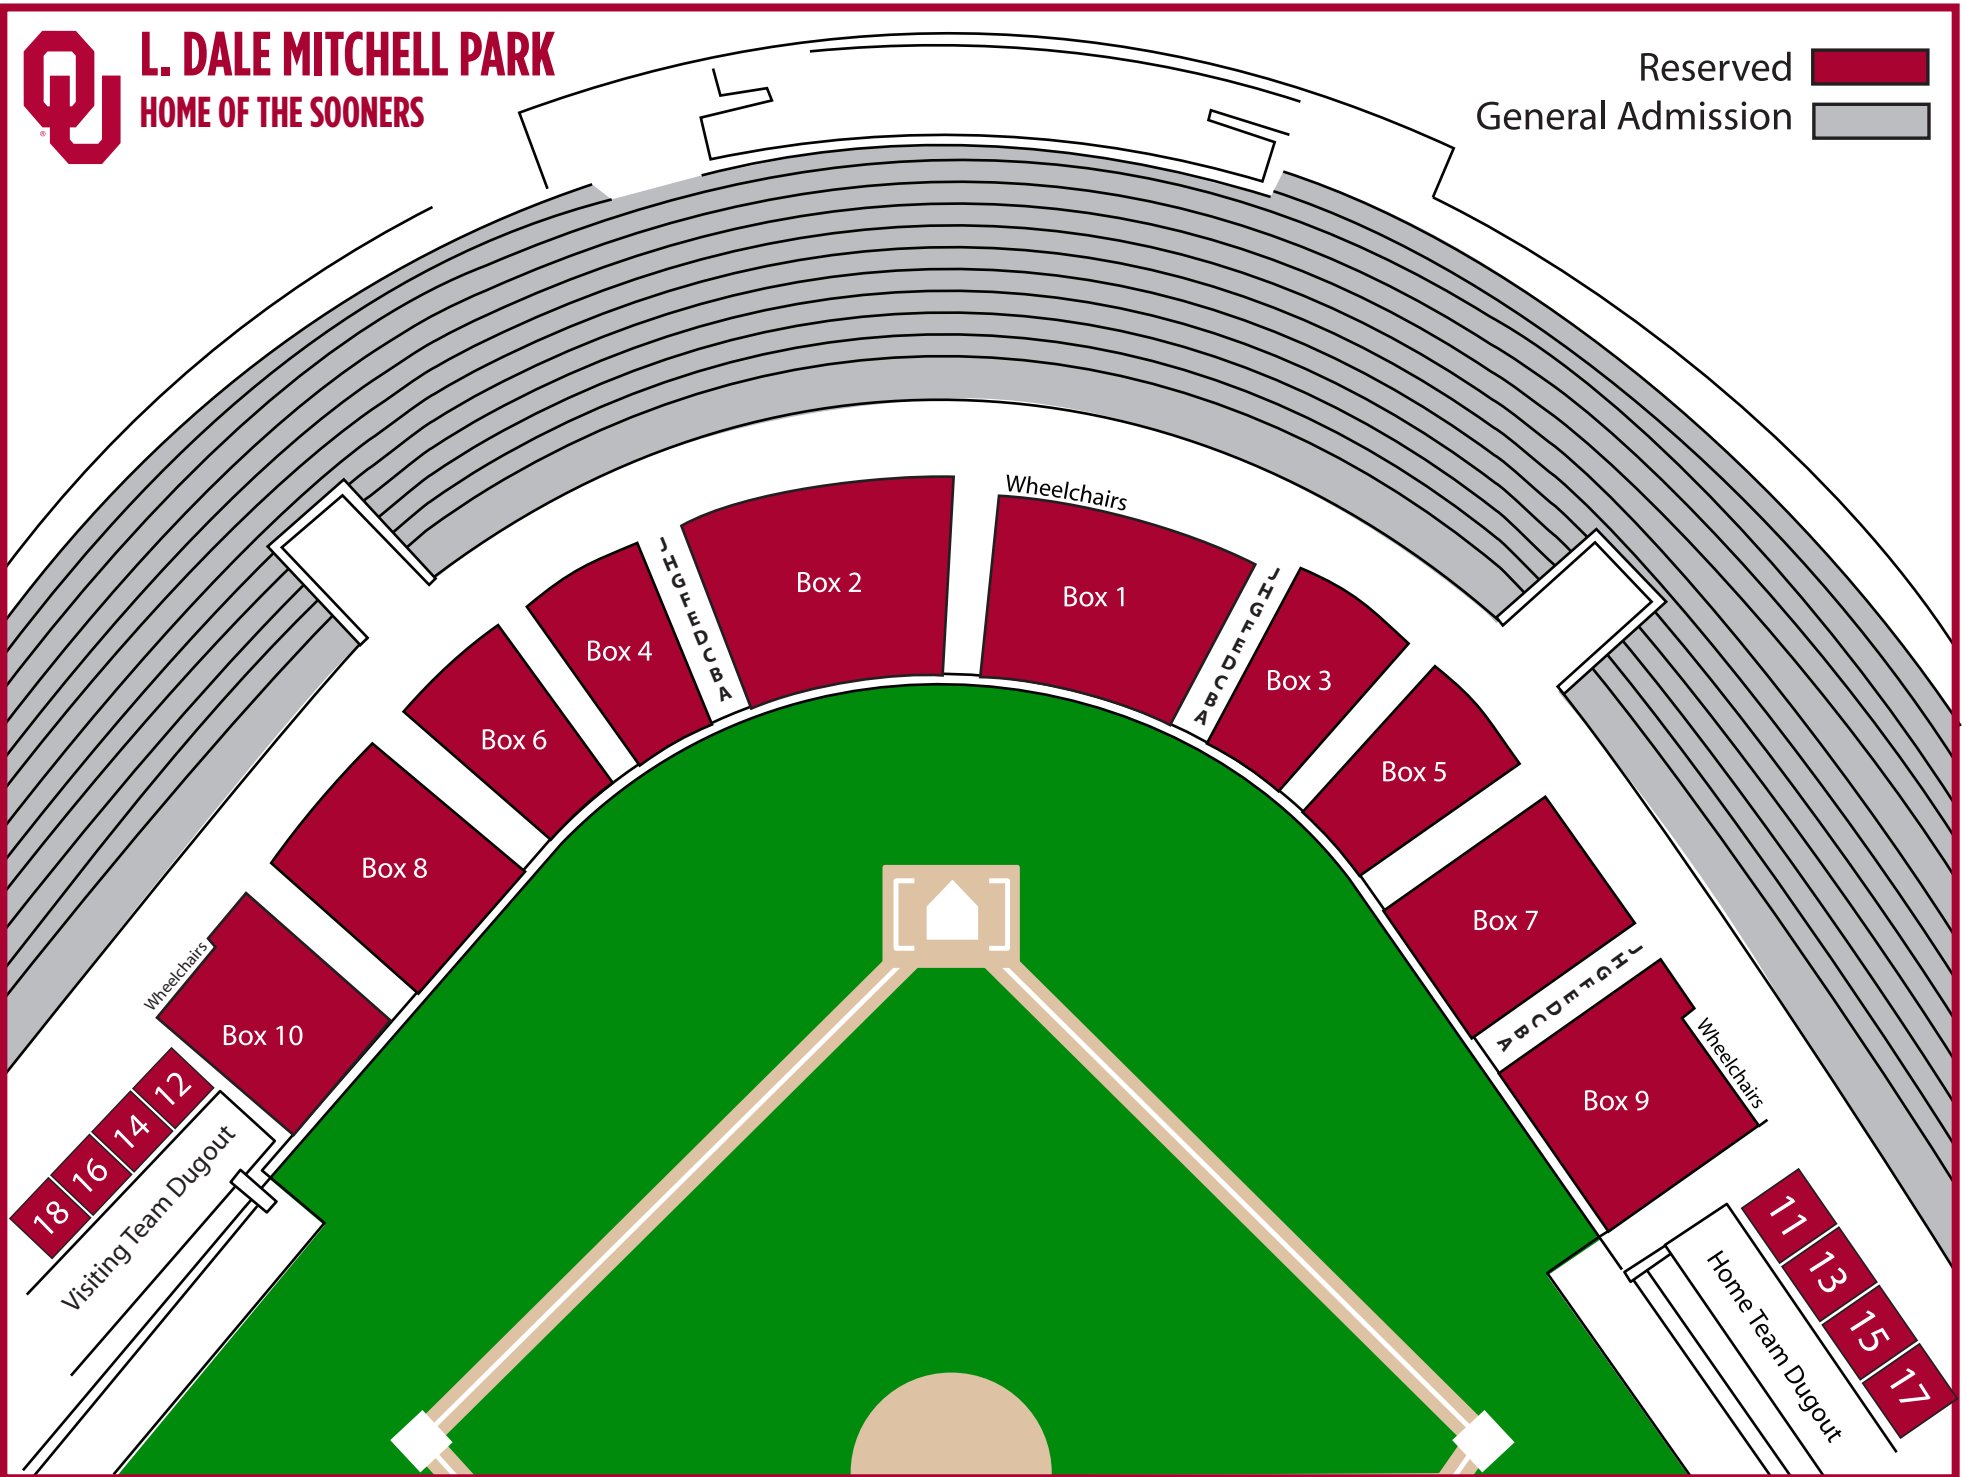 OU
®
L. DALE MITCHELL PARK
HOME OF THE SOONERS
Reserved
General Admission
Wheelchairs
Box 2
Box 1
J
H
G
F
E
D
C
B
A
J
H
G
F
E
D
C
B
A
Box 4
Box 3
Box 6
Box 5
Box 8
Box 7
J
H
G
F
E
D
C
B
A
Wheelchairs
Box 10
Wheelchairs
Box 9
12
14
16
18
Visiting Team Dugout
11
13
15
17
Home Team Dugout